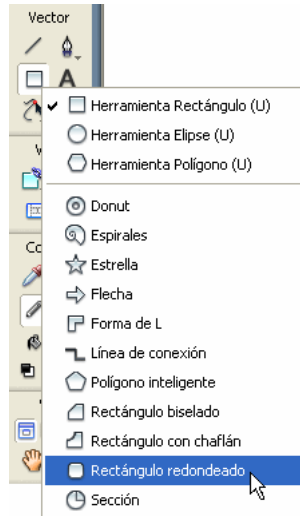 Vector
A
Herramienta Rectángulo (U)
Herramienta Elipse (U)
Herramienta Polígono (U)
Donut
Espirales
Estrella
Flecha
Forma de L
Línea de conexión
Polígono inteligente
Rectángulo biselado
Rectángulo con chaflán
Rectángulo redondeado
Sección